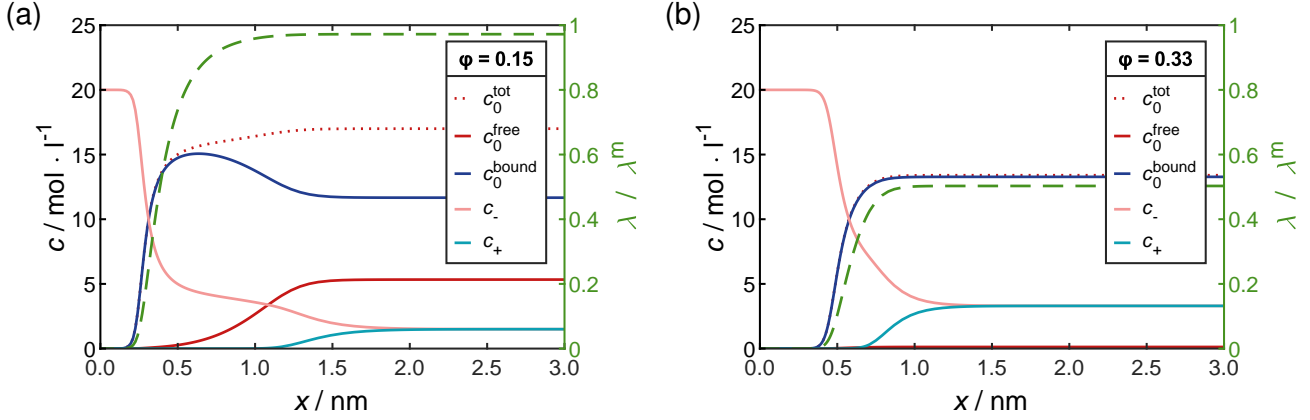 (a)
25
20
15
10
5
0
c / mol · l⁻¹
0.0 0.5 1.0 1.5 2.0 2.5 3.0
x / nm
1
0.8
0.6
0.4
0.2
0
λ / λm
φ = 0.15
c₀ᵗᵒᵗ
c₀ᶠʳᵉᵉ
c₀ᵇᵒᵘⁿᵈ
c₋
c₊
(b)
25
20
15
10
5
0
c / mol · l⁻¹
0.0 0.5 1.0 1.5 2.0 2.5 3.0
x / nm
1
0.8
0.6
0.4
0.2
0
λ / λm
φ = 0.33
c₀ᵗᵒᵗ
c₀ᶠʳᵉᵉ
c₀ᵇᵒᵘⁿᵈ
c₋
c₊